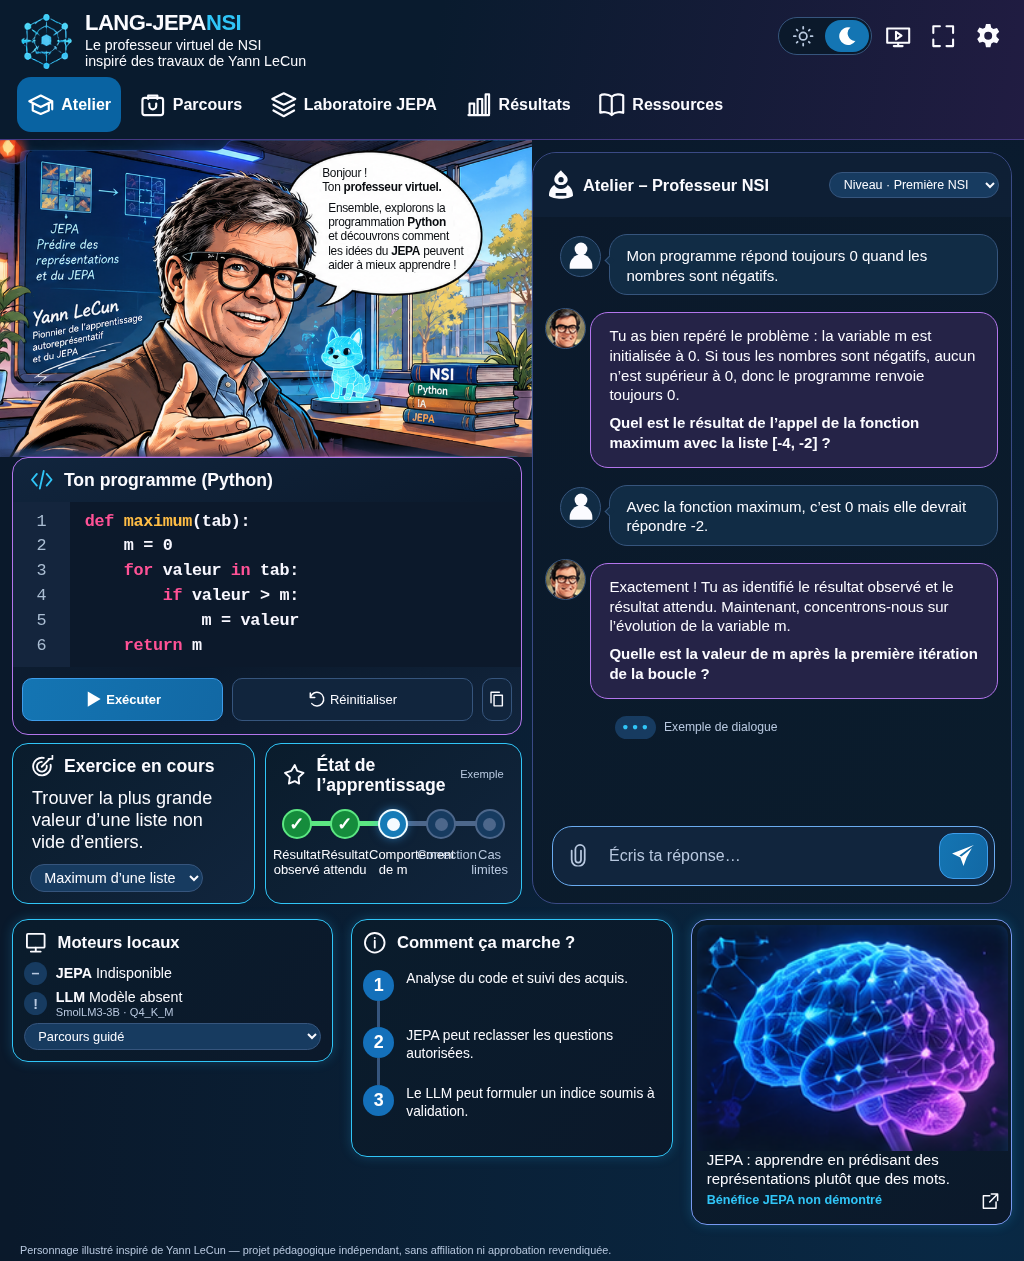 LANG-JEPANSI
Le professeur virtuel de NSI
inspiré des travaux de Yann LeCun
Atelier
Parcours
Laboratoire JEPA
Résultats
Ressources
JEPA
Prédire des
représentations
et du JEPA
Yann LeCun
Pionnier de l'apprentissage
autoreprésentatif
et du JEPA
Bonjour !
Ton professeur virtuel.
Ensemble, explorons la
programmation Python
et découvrons comment
les idées du JEPA peuvent
aider à mieux apprendre !
NSI
Python
IA
JEPA
Ton programme (Python)
1 def maximum(tab):
2 m = 0
3 for valeur in tab:
4 if valeur > m:
5 m = valeur
6 return m
Exécuter
Réinitialiser
Exercice en cours
Trouver la plus grande
valeur d’une liste non
vide d’entiers.
Maximum d'une liste
État de
l’apprentissage
Exemple
Résultat
observé
Résultat
attendu
Comportement
de m
Correction
Cas
limites
Atelier – Professeur NSI
Niveau · Première NSI
Mon programme répond toujours 0 quand les
nombres sont négatifs.
Tu as bien repéré le problème : la variable m est
initialisée à 0. Si tous les nombres sont négatifs, aucun
n’est supérieur à 0, donc le programme renvoie
toujours 0.
Quel est le résultat de l’appel de la fonction
maximum avec la liste [-4, -2] ?
Avec la fonction maximum, c’est 0 mais elle devrait
répondre -2.
Exactement ! Tu as identifié le résultat observé et le
résultat attendu. Maintenant, concentrons-nous sur
l’évolution de la variable m.
Quelle est la valeur de m après la première itération
de la boucle ?
Exemple de dialogue
Écris ta réponse…
Moteurs locaux
JEPA Indisponible
! LLM Modèle absent
SmolLM3-3B · Q4_K_M
Parcours guidé
Comment ça marche ?
1 Analyse du code et suivi des acquis.
2 JEPA peut reclasser les questions
autorisées.
3 Le LLM peut formuler un indice soumis à
validation.
JEPA : apprendre en prédisant des
représentations plutôt que des mots.
Bénéfice JEPA non démontré
Personnage illustré inspiré de Yann LeCun — projet pédagogique indépendant, sans affiliation ni approbation revendiquée.